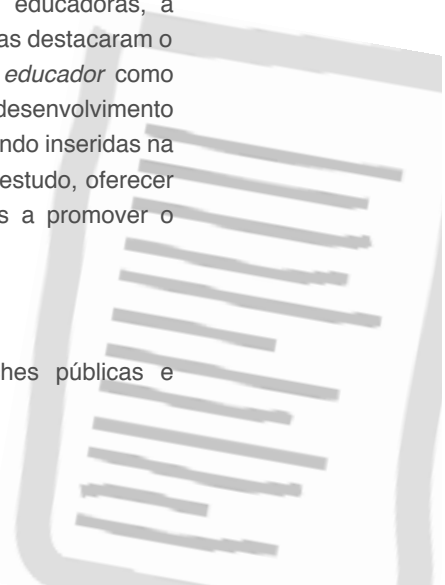 educadoras, a
as destacaram o
educador como
desenvolvimento
ndo inseridas na
estudo, oferecer
s a promover o
hes públicas e